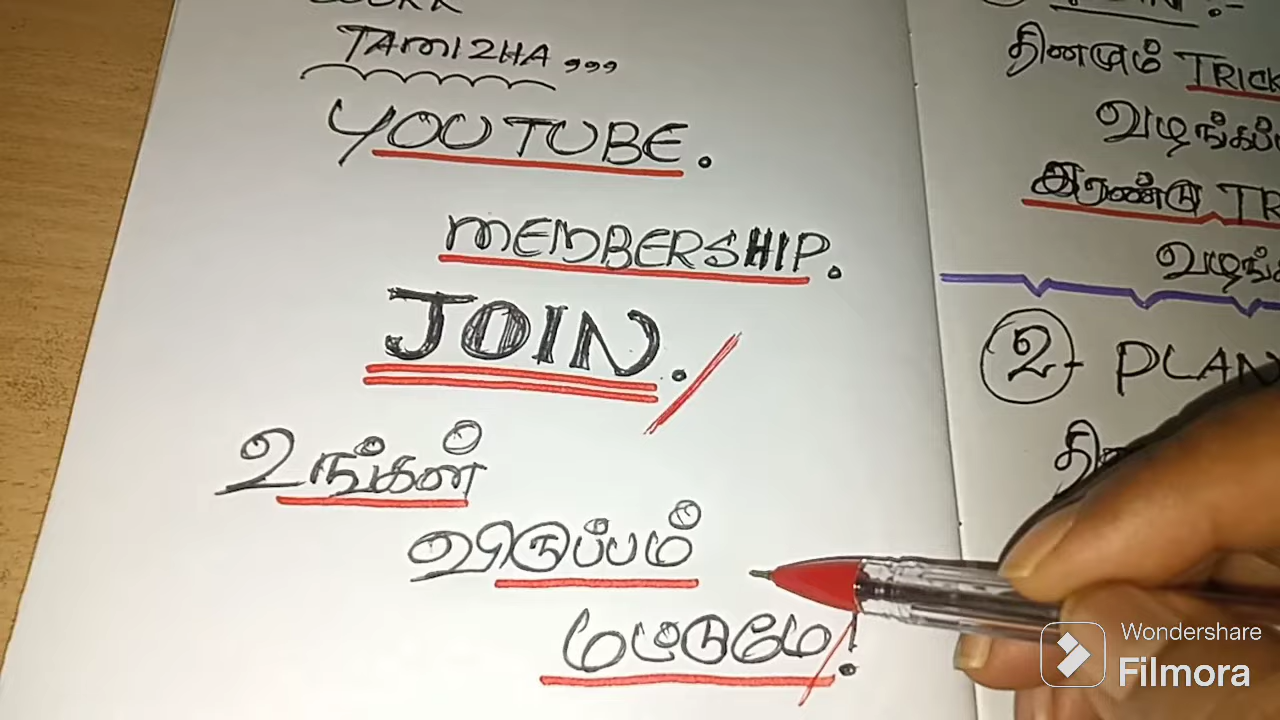 TAMIZHA,,,
YOUTUBE.
MEMBERSHIP.
JOIN.
உங்கள்
விருப்பம்
மட்டுமே!
தினமும் TRICK
இரண்டு TR
2- PLAN
Wondershare
Filmora